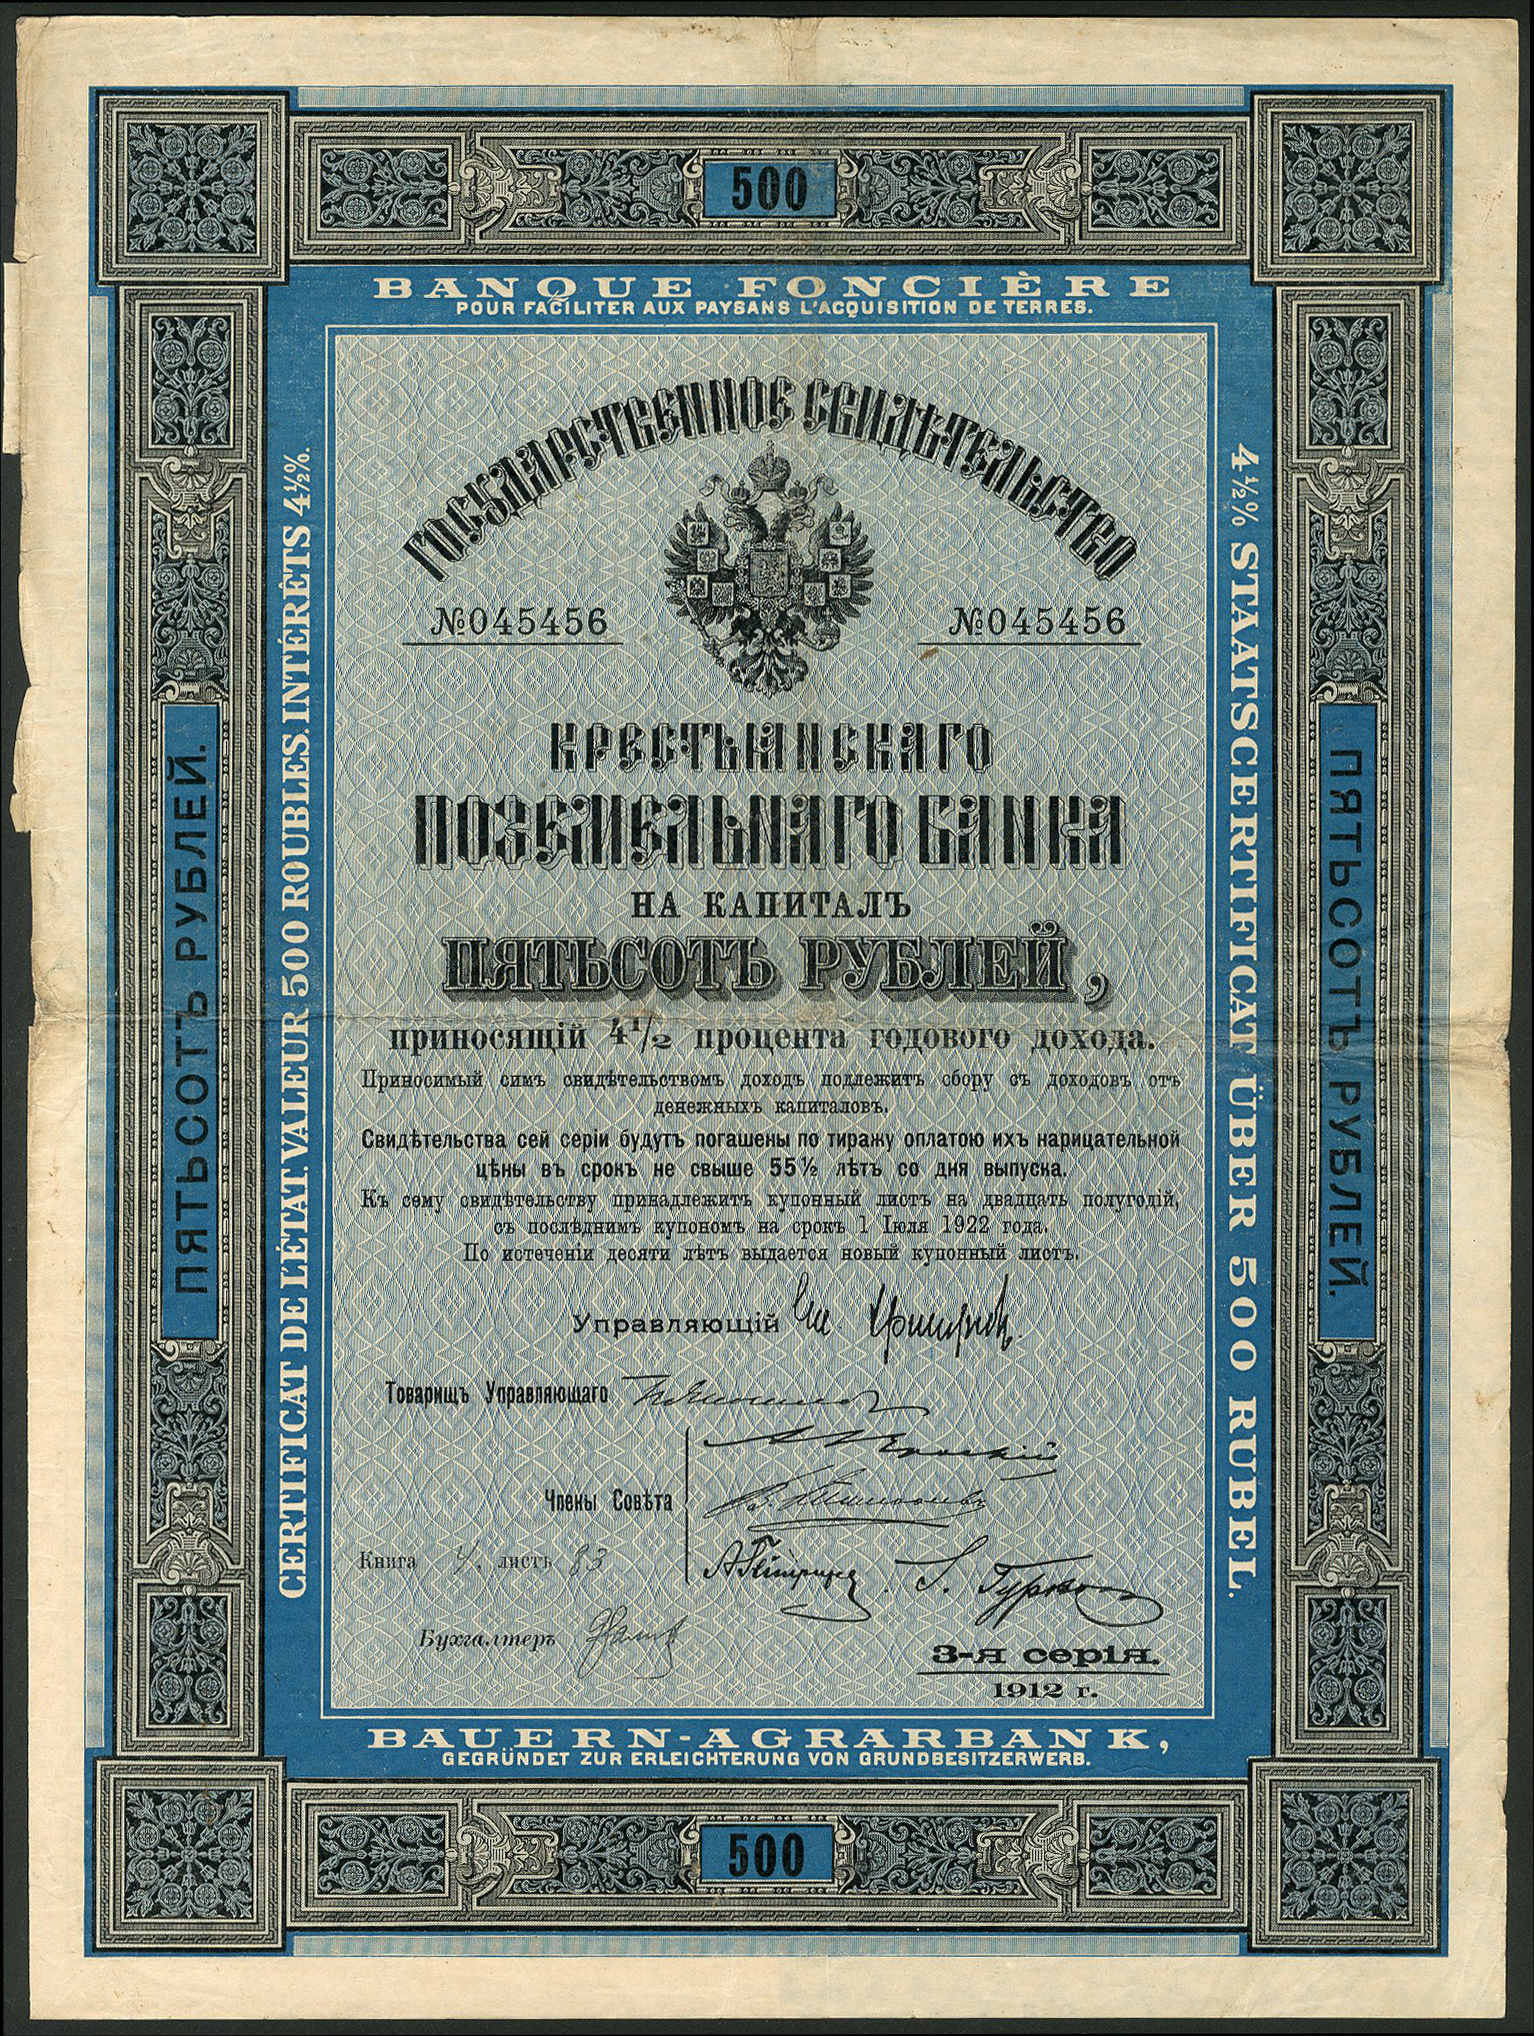 500
BANQUE FONCIÈRE
POUR FACILITER AUX PAYSANS L'ACQUISITION DE TERRES.
ГОСУДАРСТВЕННОЕ СВИДѢТЕЛЬСТВО
№045456
№045456
КРЕСТЬЯНСКАГО
ПОЗЕМЕЛЬНАГО БАНКА
НА КАПИТАЛЪ
ПЯТЬСОТЪ РУБЛЕЙ,
приносящій 4½ процента годового дохода.
Приносимый симъ свидѣтельствомъ доходъ подлежитъ сбору съ доходовъ отъ
денежныхъ капиталовъ.
Свидѣтельства сей серіи будутъ погашены по тиражу оплатою ихъ нарицательной
цѣны въ срокъ не свыше 55½ лѣтъ со дня выпуска.
Къ сему свидѣтельству принадлежитъ купонный листъ на двадцать полугодій,
съ послѣднимъ купономъ на срокъ 1 Іюля 1922 года.
По истеченіи десяти лѣтъ выдается новый купонный листъ.
Управляющій
Товарищъ Управляющаго
Члены Совѣта
Книга 4. листъ 83
Бухгалтеръ
3-я серія.
1912 г.
BAUERN-AGRARBANK,
GEGRÜNDET ZUR ERLEICHTERUNG VON GRUNDBESITZERWERB.
500
ПЯТЬСОТЪ РУБЛЕЙ.
CERTIFICAT DE L'ÉTAT. VALEUR 500 ROUBLES. INTÉRÊTS 4½%.
4½% STAATSCERTIFICAT ÜBER 500 RUBEL.
ПЯТЬСОТЪ РУБЛЕЙ.